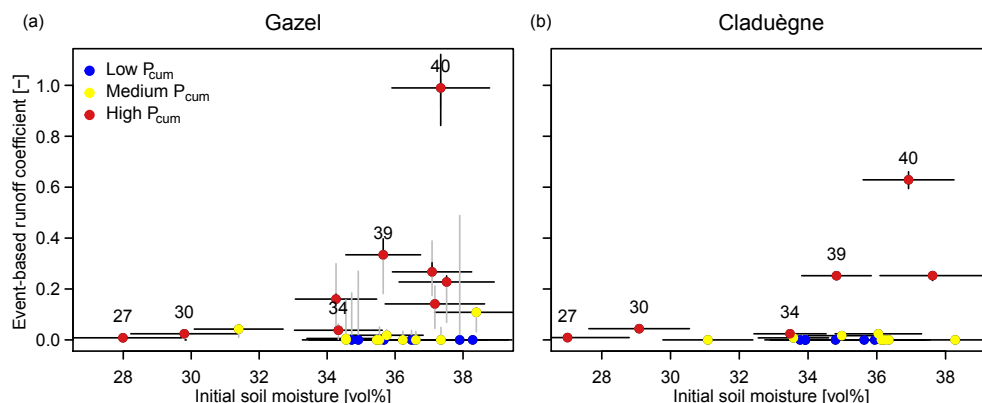 (a) Gazel
(b) Claduègne
Event-based runoff coefficient [−]
1.0
0.8
0.6
0.4
0.2
0.0
Low Pcum
Medium Pcum
High Pcum
40
39
34
30
27
28 30 32 34 36 38
Initial soil moisture [vol%]
40
39
34
30
27
28 30 32 34 36 38
Initial soil moisture [vol%]